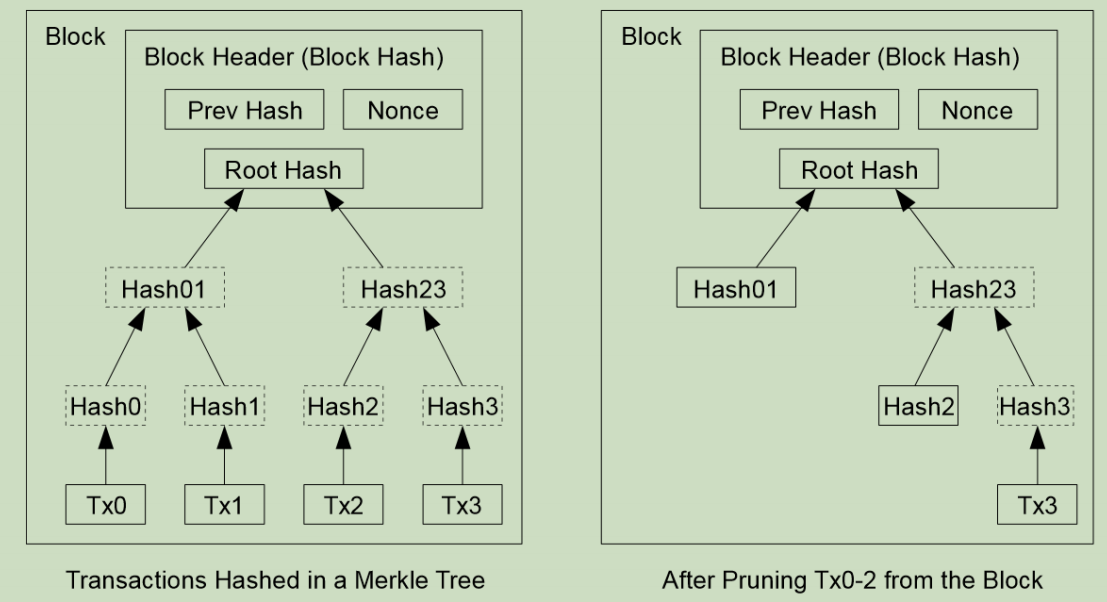 Block
Block Header (Block Hash)
Prev Hash
Nonce
Root Hash
Hash01
Hash23
Hash0
Hash1
Hash2
Hash3
Tx0
Tx1
Tx2
Tx3
Transactions Hashed in a Merkle Tree
Block
Block Header (Block Hash)
Prev Hash
Nonce
Root Hash
Hash01
Hash23
Hash2
Hash3
Tx3
After Pruning Tx0-2 from the Block